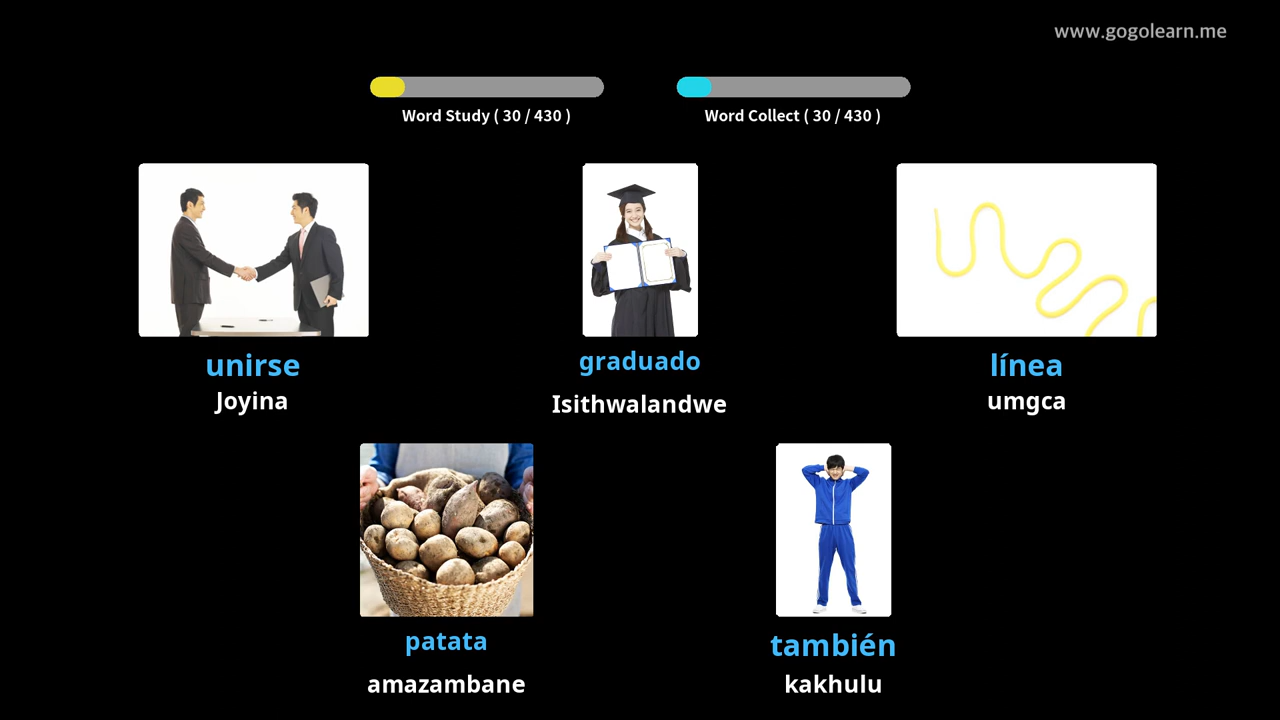 www.gogolearn.me
Word Study ( 30 / 430 )
Word Collect ( 30 / 430 )
unirse
Joyina
graduado
Isithwalandwe
línea
umgca
patata
amazambane
también
kakhulu